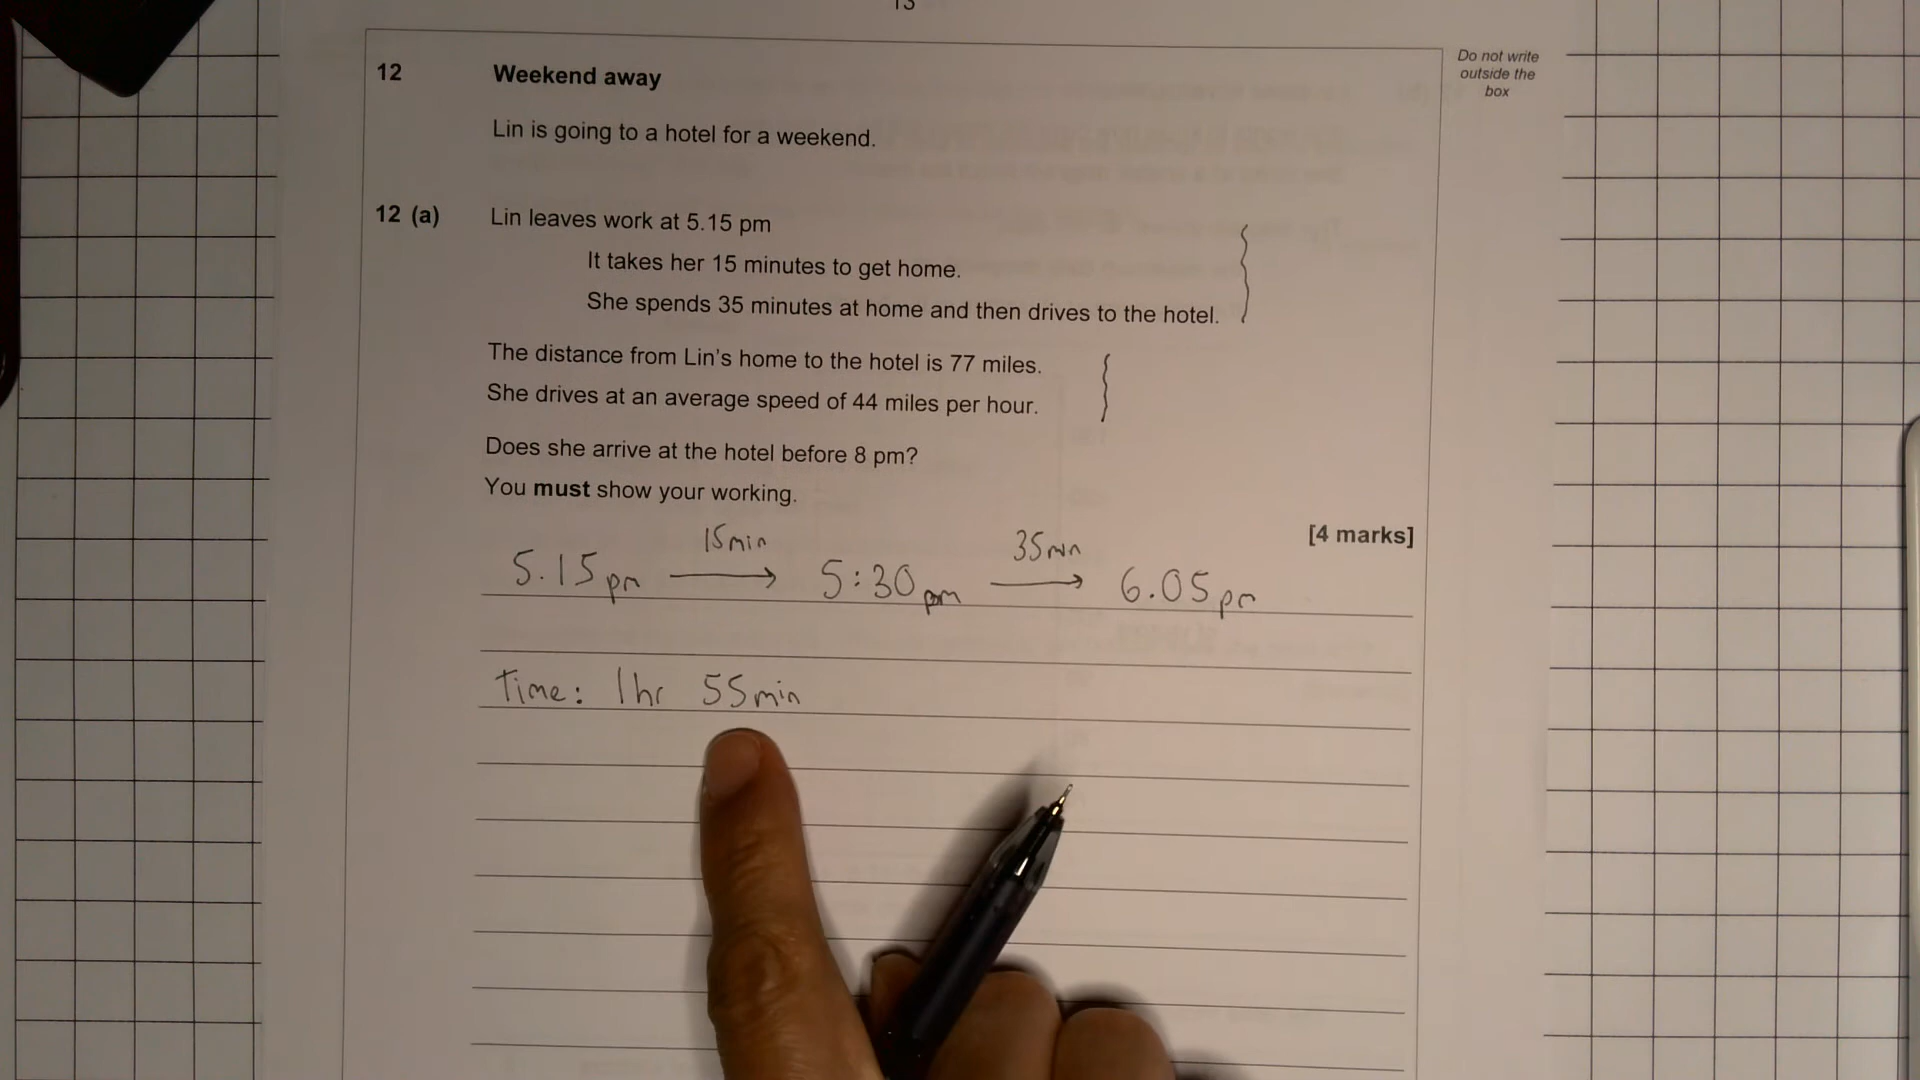 13
Do not write
outside the
box
12 Weekend away
Lin is going to a hotel for a weekend.
12 (a) Lin leaves work at 5.15 pm
It takes her 15 minutes to get home.
She spends 35 minutes at home and then drives to the hotel.
The distance from Lin's home to the hotel is 77 miles.
She drives at an average speed of 44 miles per hour.
Does she arrive at the hotel before 8 pm?
You must show your working.
[4 marks]
15min 35min
5.15pm → 5:30pm → 6.05pm
Time: 1hr 55min